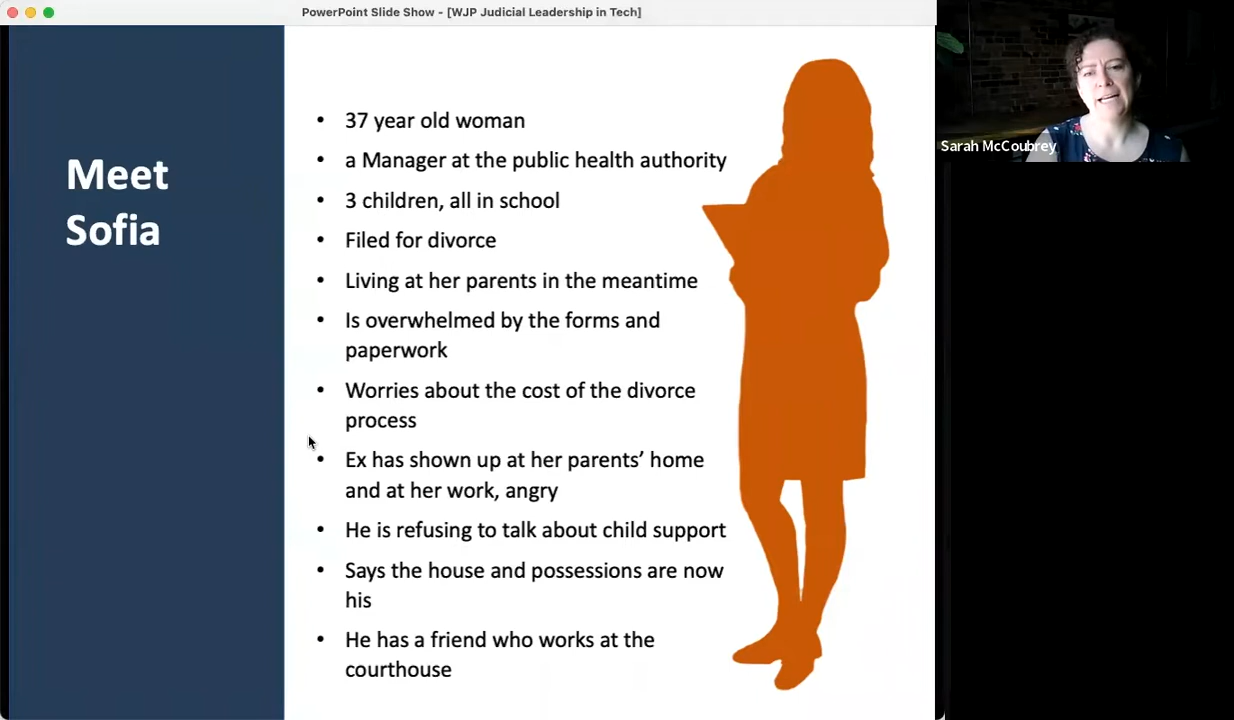 PowerPoint Slide Show - [WJP Judicial Leadership in Tech]
Meet
Sofia
• 37 year old woman
• a Manager at the public health authority
• 3 children, all in school
• Filed for divorce
• Living at her parents in the meantime
• Is overwhelmed by the forms and
paperwork
• Worries about the cost of the divorce
process
• Ex has shown up at her parents’ home
and at her work, angry
• He is refusing to talk about child support
• Says the house and possessions are now
his
• He has a friend who works at the
courthouse
Sarah McCoubrey